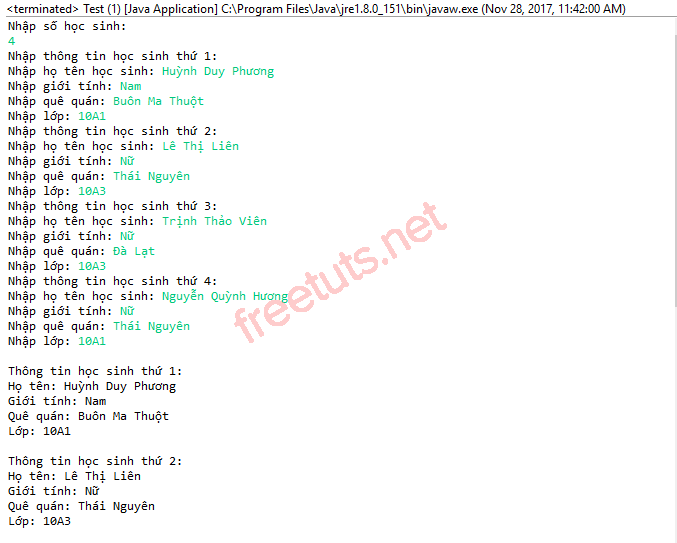 <terminated> Test (1) [Java Application] C:\Program Files\Java\jre1.8.0_151\bin\javaw.exe (Nov 28, 2017, 11:42:00 AM)
Nhập số học sinh:
4
Nhập thông tin học sinh thứ 1:
Nhập họ tên học sinh: Huỳnh Duy Phương
Nhập giới tính: Nam
Nhập quê quán: Buôn Ma Thuột
Nhập lớp: 10A1
Nhập thông tin học sinh thứ 2:
Nhập họ tên học sinh: Lê Thị Liên
Nhập giới tính: Nữ
Nhập quê quán: Thái Nguyên
Nhập lớp: 10A3
Nhập thông tin học sinh thứ 3:
Nhập họ tên học sinh: Trịnh Thảo Viên
Nhập giới tính: Nữ
Nhập quê quán: Đà Lạt
Nhập lớp: 10A3
Nhập thông tin học sinh thứ 4:
Nhập họ tên học sinh: Nguyễn Quỳnh Hương
Nhập giới tính: Nữ
Nhập quê quán: Thái Nguyên
Nhập lớp: 10A1
freetuts.net
Thông tin học sinh thứ 1:
Họ tên: Huỳnh Duy Phương
Giới tính: Nam
Quê quán: Buôn Ma Thuột
Lớp: 10A1
Thông tin học sinh thứ 2:
Họ tên: Lê Thị Liên
Giới tính: Nữ
Quê quán: Thái Nguyên
Lớp: 10A3